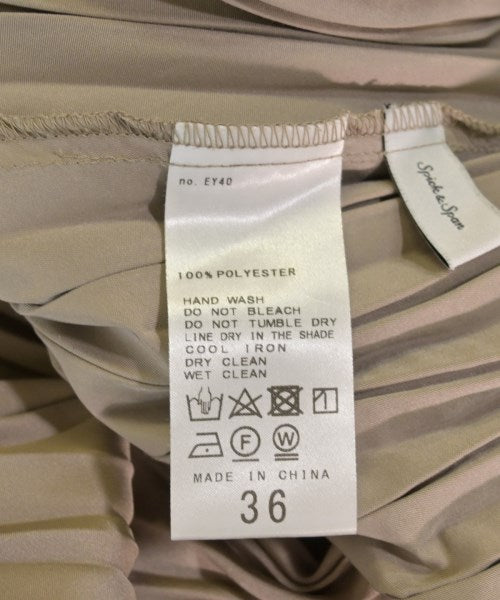 no. EY40
Spick & Span
100% POLYESTER
HAND WASH
DO NOT BLEACH
DO NOT TUMBLE DRY
LINE DRY IN THE SHADE
COOL IRON
DRY CLEAN
WET CLEAN
F W
MADE IN CHINA
36